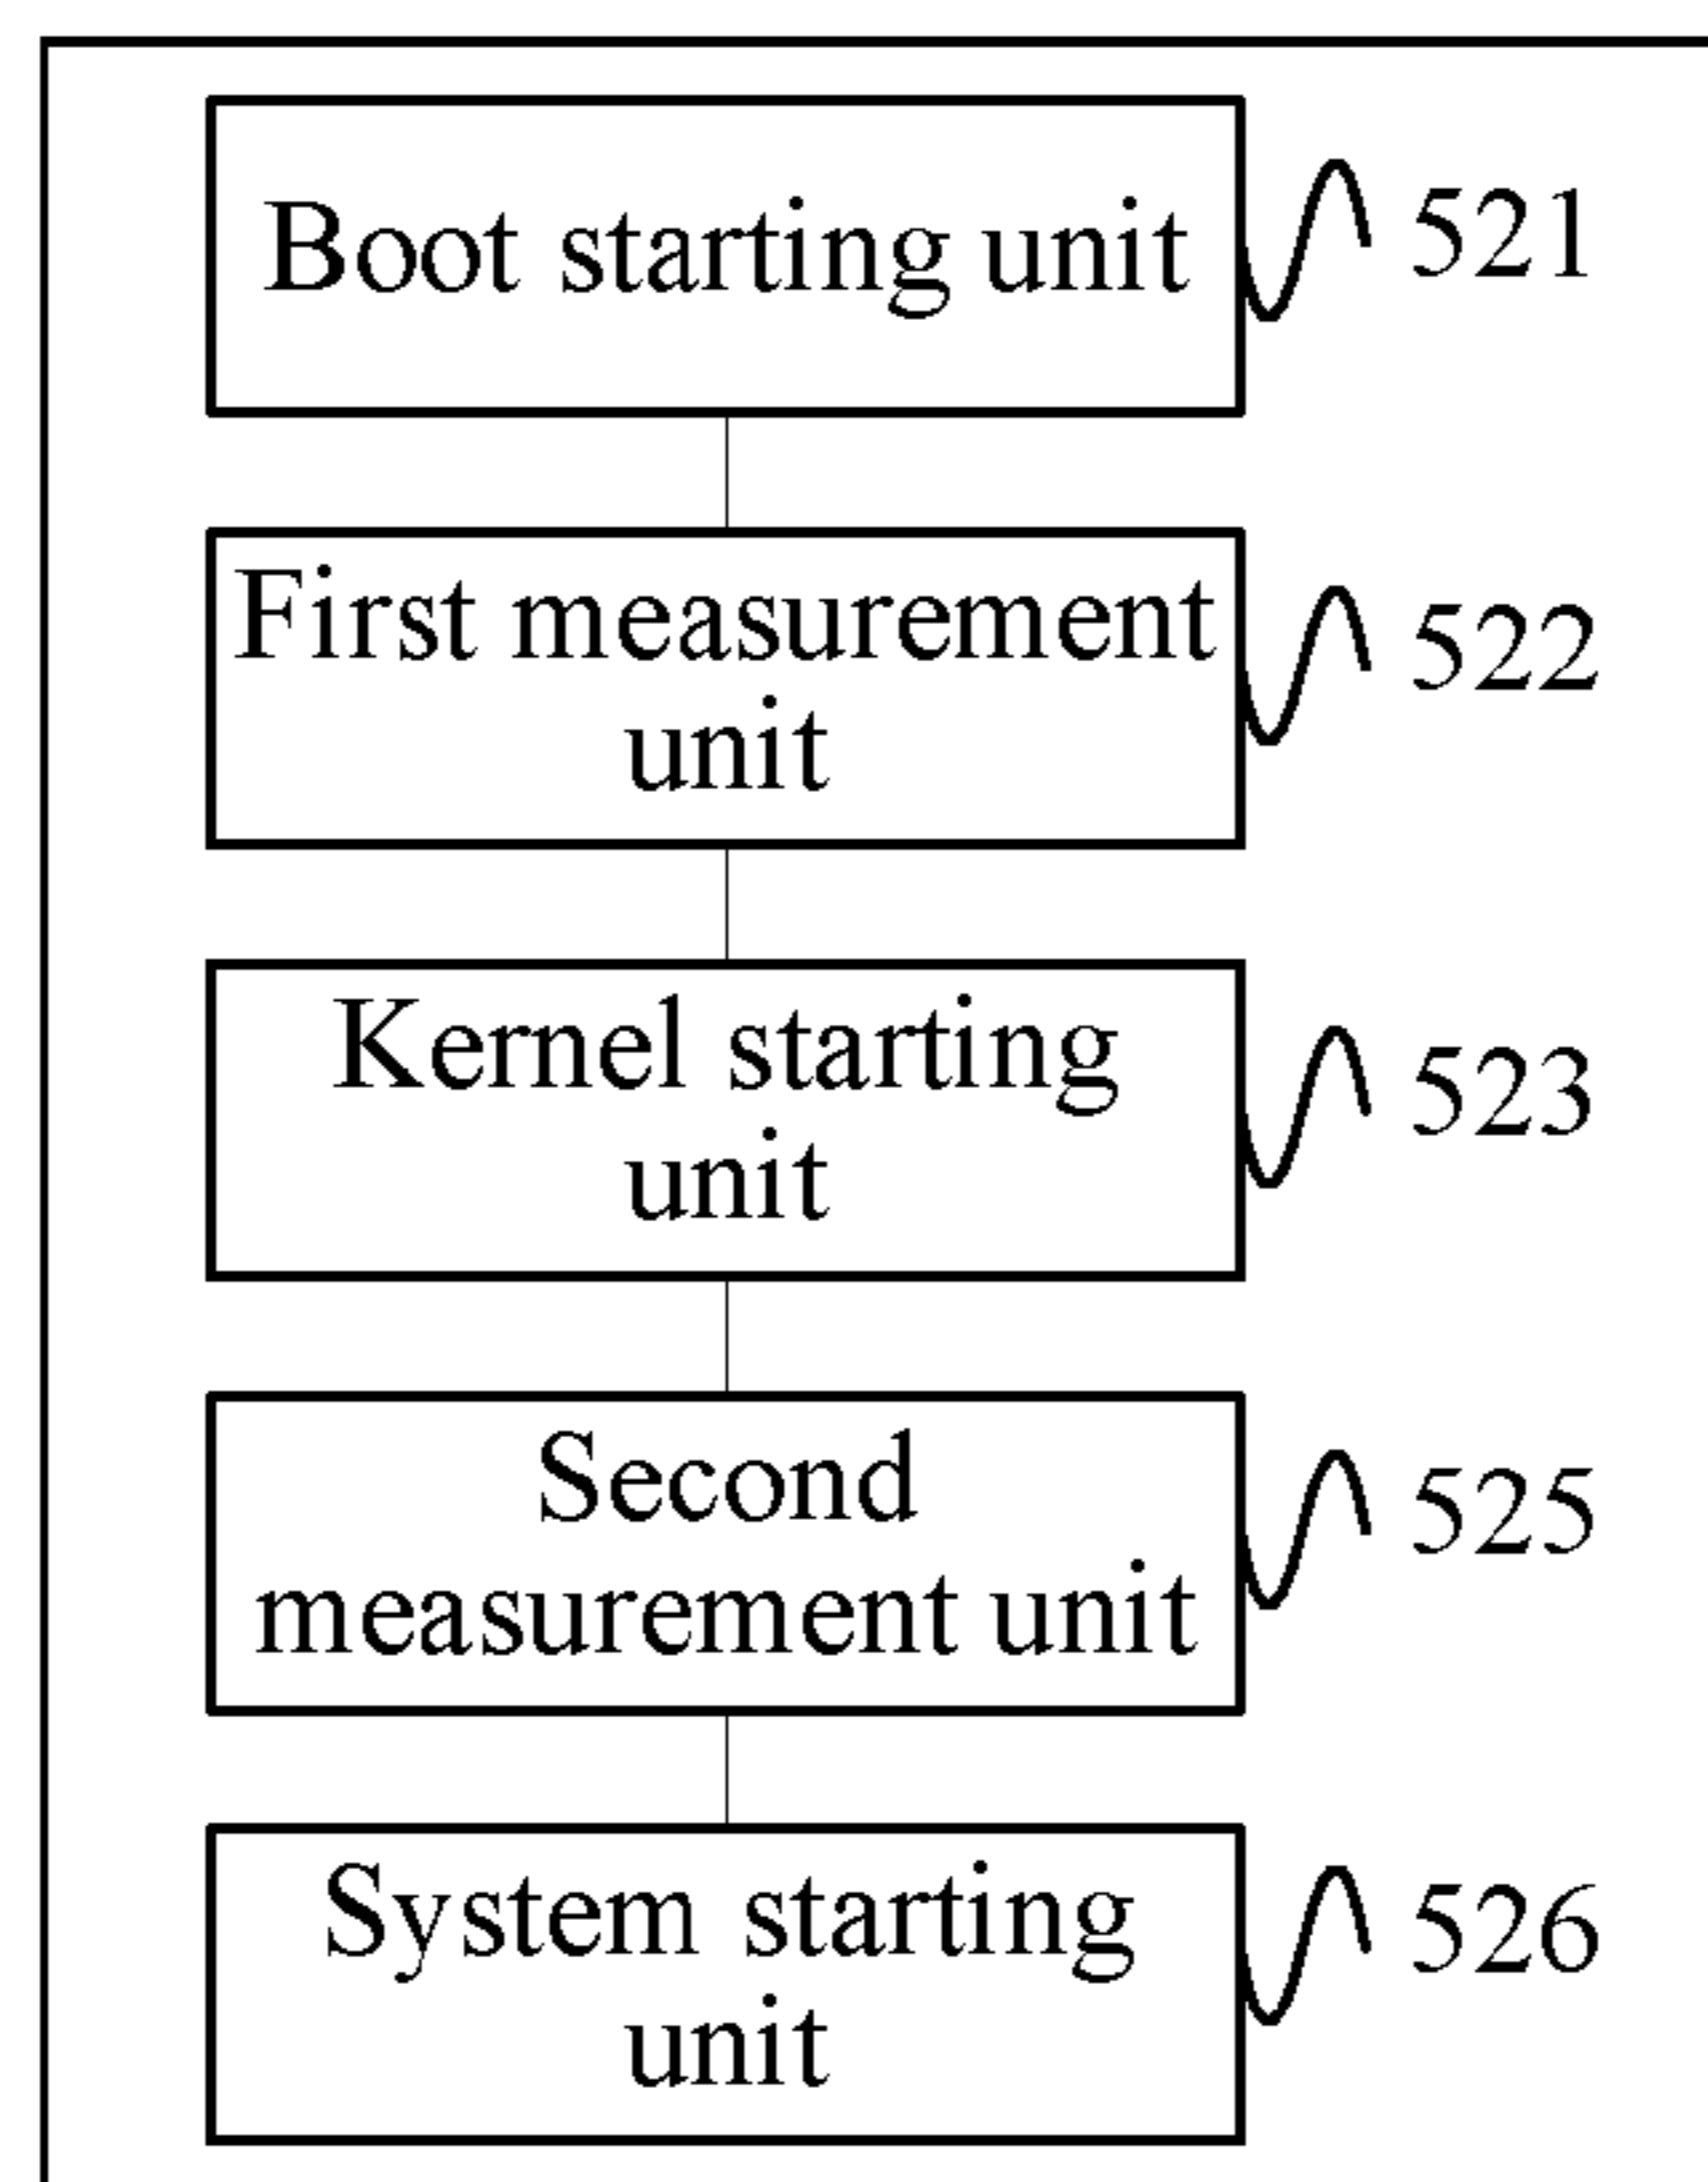 Boot starting unit
521
First measurement
unit
522
Kernel starting
unit
523
Second
measurement unit
525
System starting
unit
526